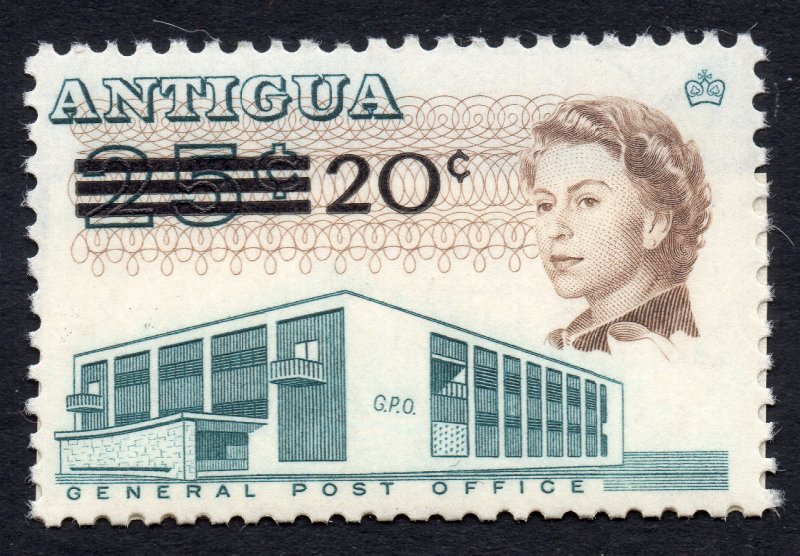 ANTIGUA
25¢ 20¢
G.P.O.
GENERAL POST OFFICE